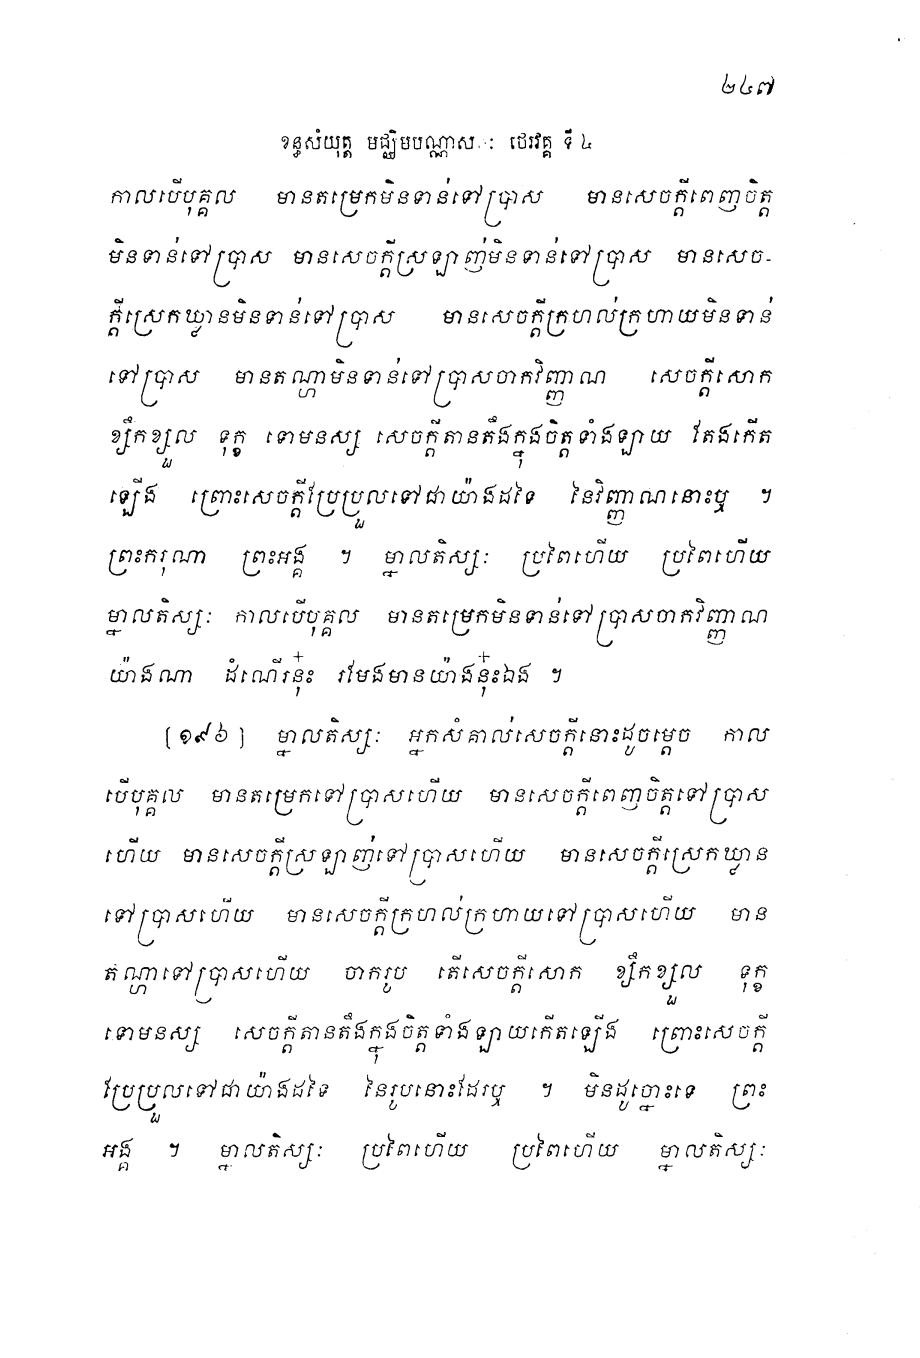 ២៤៧
ខន្ធសំយុត្ត មជ្ឈិមបណ្ណាសៈ ថេរវគ្គ ទី ៤
កាលបើបុគ្គល មានតម្រេកមិនទាន់ទៅប្រាស មានសេចក្តីពេញចិត្ត
មិនទាន់ទៅប្រាស មានសេចក្តីស្រឡាញ់មិនទាន់ទៅប្រាស មានសេច-
ក្តីស្រេកឃ្លានមិនទាន់ទៅប្រាស មានសេចក្តីក្រហល់ក្រហាយមិនទាន់
ទៅប្រាស មានតណ្ហាមិនទាន់ទៅប្រាសចាកវិញ្ញាណ សេចក្តីសោក
ខ្សឹកខ្សួល ទុក្ខ ទោមនស្ស សេចក្តីតានតឹងក្នុងចិត្តទាំងឡាយ តែងកើត
ឡើង ព្រោះសេចក្តីប្រែប្រួលទៅជាយ៉ាងដទៃ នៃវិញ្ញាណនោះឬ ។
ព្រះករុណា ព្រះអង្គ ។ ម្នាលតិស្សៈ ប្រពៃហើយ ប្រពៃហើយ
ម្នាលតិស្សៈ កាលបើបុគ្គល មានតម្រេកមិនទាន់ទៅប្រាសចាកវិញ្ញាណ
យ៉ាងណា ដំណើរនុ៎ះ រមែងមានយ៉ាងនុ៎ះឯង ។
[១៩៦] ម្នាលតិស្សៈ អ្នកសំគាល់សេចក្តីនោះដូចម្តេច កាល
បើបុគ្គល មានតម្រេកទៅប្រាសហើយ មានសេចក្តីពេញចិត្តទៅប្រាស
ហើយ មានសេចក្តីស្រឡាញ់ទៅប្រាសហើយ មានសេចក្តីស្រេកឃ្លាន
ទៅប្រាសហើយ មានសេចក្តីក្រហល់ក្រហាយទៅប្រាសហើយ មាន
តណ្ហាទៅប្រាសហើយ ចាករូប តើសេចក្តីសោក ខ្សឹកខ្សួល ទុក្ខ
ទោមនស្ស សេចក្តីតានតឹងក្នុងចិត្តទាំងឡាយកើតឡើង ព្រោះសេចក្តី
ប្រែប្រួលទៅជាយ៉ាងដទៃ នៃរូបនោះដែរឬ ។ មិនដូច្នោះទេ ព្រះ
អង្គ ។ ម្នាលតិស្សៈ ប្រពៃហើយ ប្រពៃហើយ ម្នាលតិស្សៈ